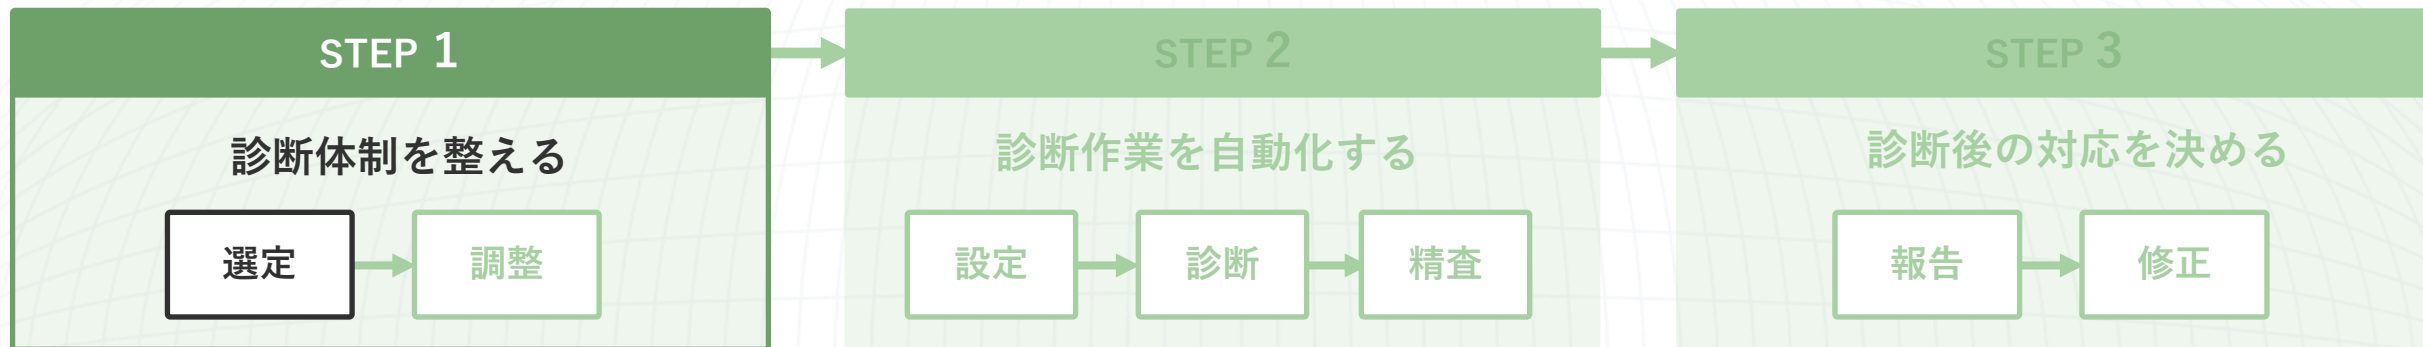 STEP 1
診断体制を整える
選定
調整
STEP 2
診断作業を自動化する
設定
診断
精査
STEP 3
診断後の対応を決める
報告
修正